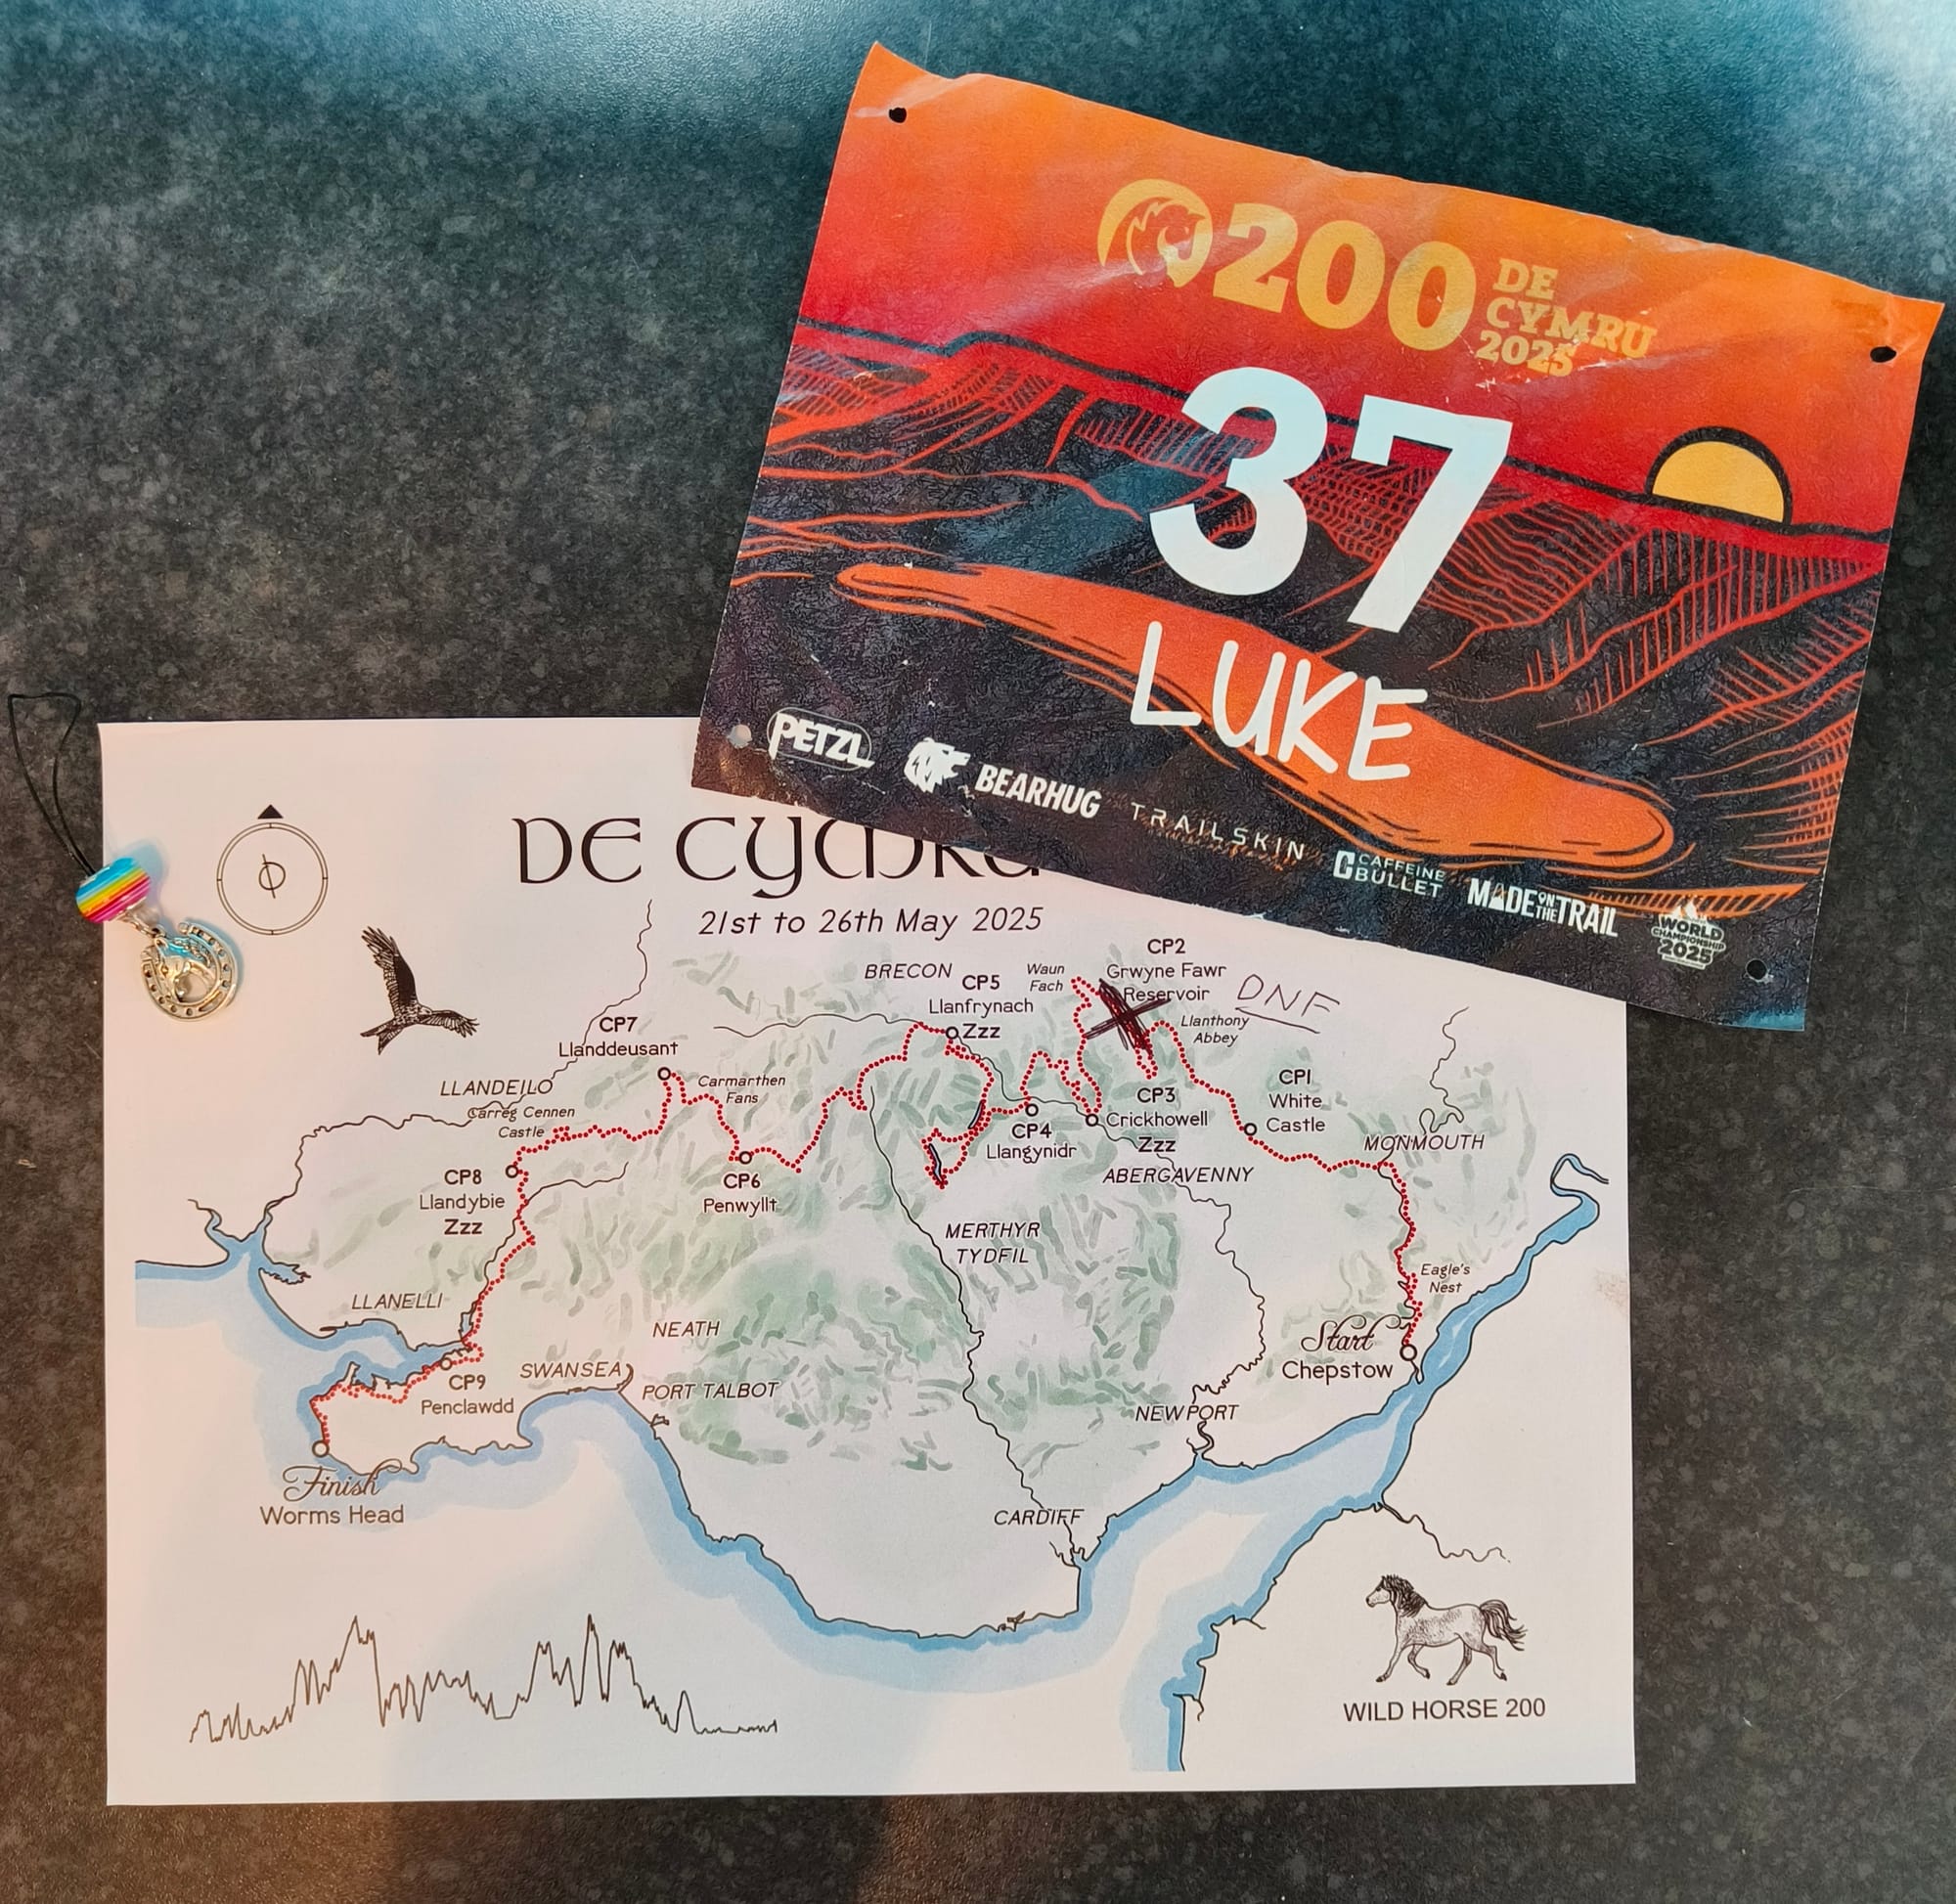 200
DE
CYMRU
2025
37
LUKE
PETZL
BEARHUG
TRAILSKIN
CAFFEINE
BULLET
MADE ON THE TRAIL
WORLD
CHAMPIONSHIP
2025
DE CYMRU
21st to 26th May 2025
CP2
Grwyne Fawr
Reservoir
DNF
Waun
Fach
BRECON
CP5
Llanfrynach
Zzz
Llanthony
Abbey
CP7
Llanddeusant
Carmarthen
Fans
LLANDEILO
Carreg Cennen
Castle
CP1
White
Castle
CP3
Crickhowell
Zzz
CP4
Llangynidr
MONMOUTH
ABERGAVENNY
CP8
Llandybie
Zzz
CP6
Penwyllt
MERTHYR
TYDFIL
Eagle's
Nest
LLANELLI
NEATH
Start
Chepstow
SWANSEA
PORT TALBOT
CP9
Penclawdd
NEWPORT
Finish
Worms Head
CARDIFF
WILD HORSE 200